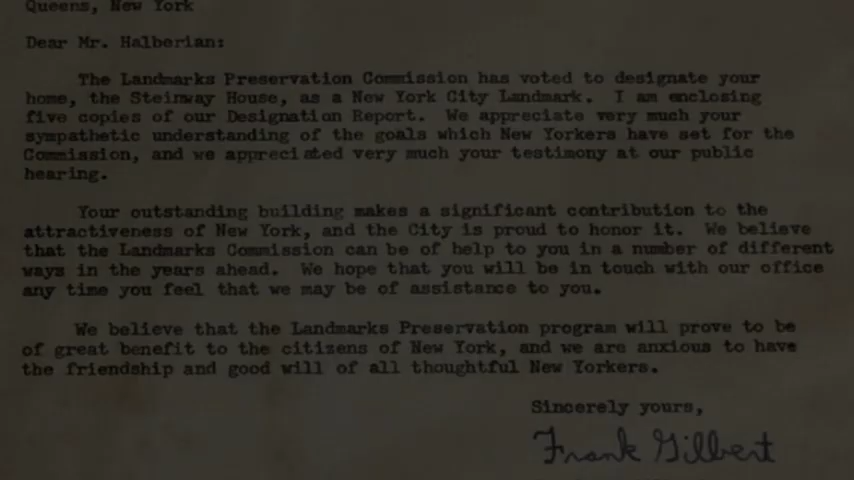 Queens, New York
Dear Mr. Halberian:
The Landmarks Preservation Commission has voted to designate your
home, the Steinway House, as a New York City Landmark. I am enclosing
five copies of our Designation Report. We appreciate very much your
sympathetic understanding of the goals which New Yorkers have set for the
Commission, and we appreciated very much your testimony at our public
hearing.
Your outstanding building makes a significant contribution to the
attractiveness of New York, and the City is proud to honor it. We believe
that the Landmarks Commission can be of help to you in a number of different
ways in the years ahead. We hope that you will be in touch with our office
any time you feel that we may be of assistance to you.
We believe that the Landmarks Preservation program will prove to be
of great benefit to the citizens of New York, and we are anxious to have
the friendship and good will of all thoughtful New Yorkers.
Sincerely yours,
Frank Gilbert